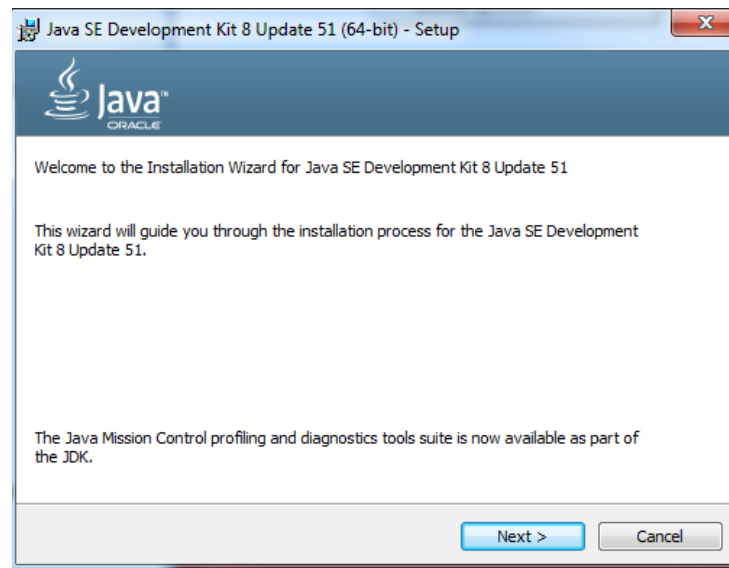 Java SE Development Kit 8 Update 51 (64-bit) - Setup
Java™
ORACLE
Welcome to the Installation Wizard for Java SE Development Kit 8 Update 51
This wizard will guide you through the installation process for the Java SE Development
Kit 8 Update 51.
The Java Mission Control profiling and diagnostics tools suite is now available as part of
the JDK.
Next > Cancel